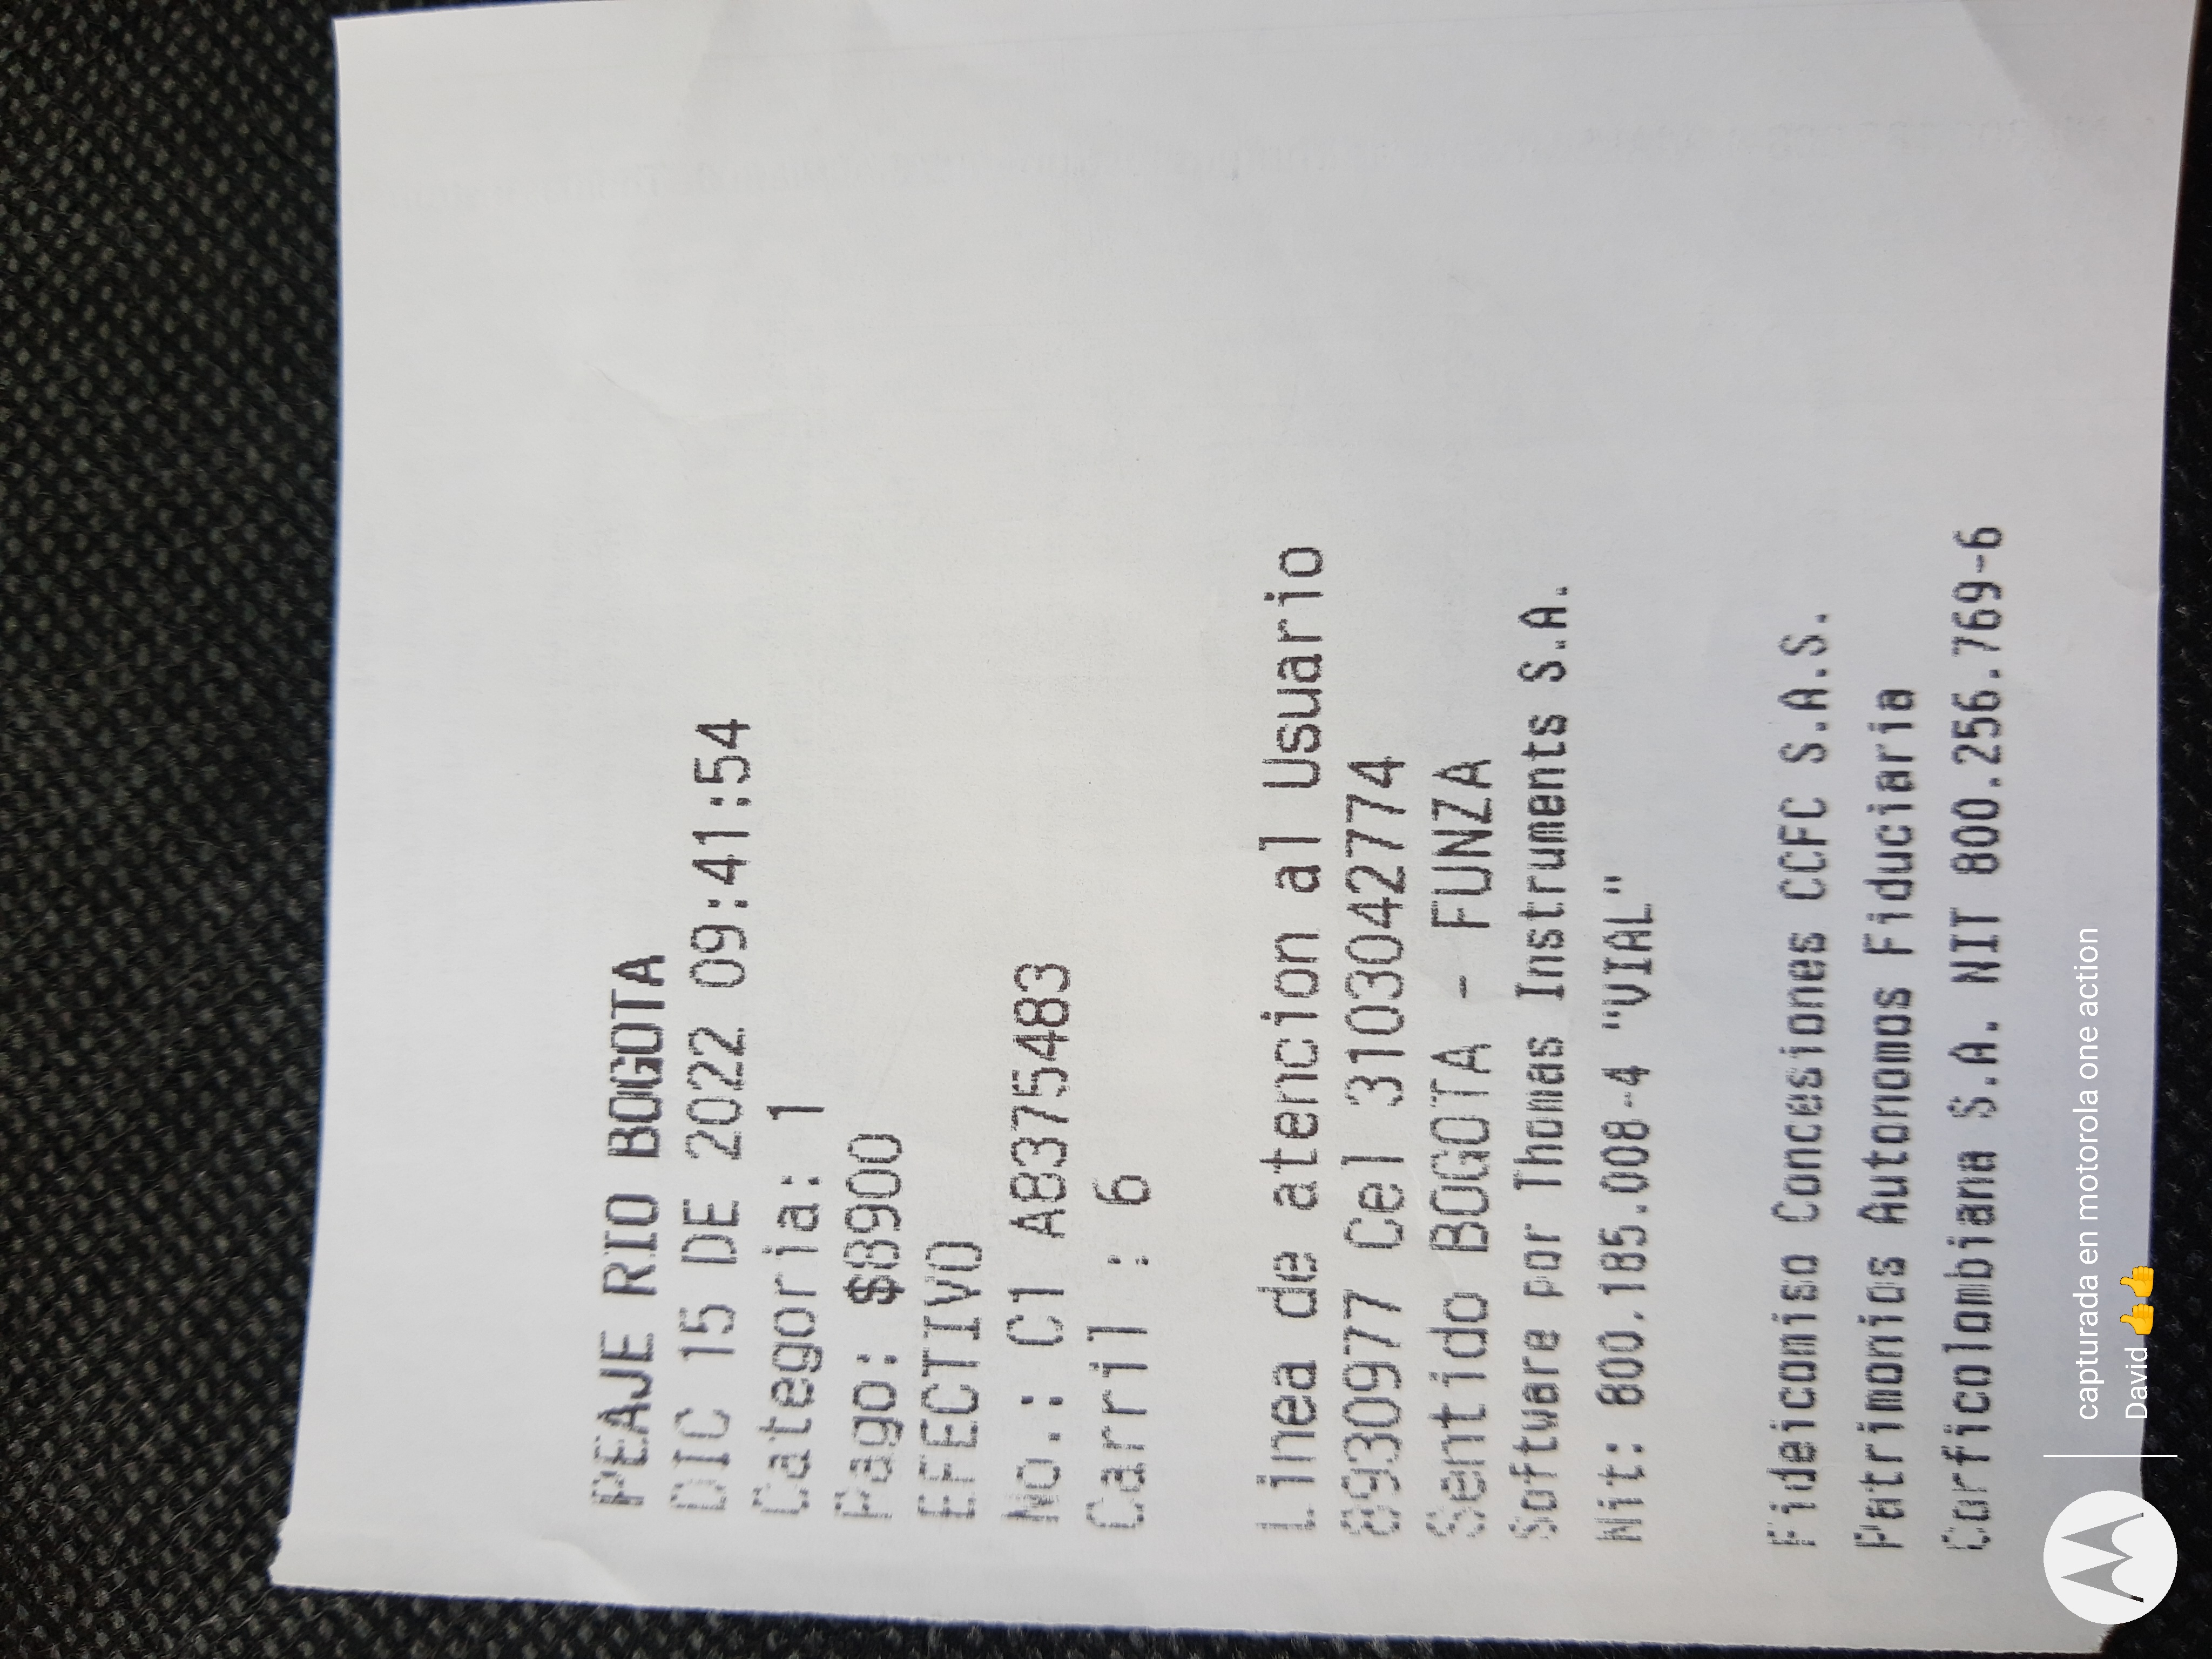 PEAJE RIO BOGOTA
DIC 15 DE 2022 09:41:54
Categoria: 1
Pago: $8900
EFECTIVO
No.: C1 A8375483
Carril : 6
Linea de atencion al Usuario
8930977 Cel 3103042774
Sentido BOGOTA - FUNZA
Software por Thomas Instruments S.A.
Nit: 800.185.008-4 "VIAL"
Fideicomiso Concesiones CCFC S.A.S.
Patrimonios Autonomos Fiduciaria
Corficolombiana S.A. NIT 800.256.769-6
capturada en motorola one action
David 👍👍